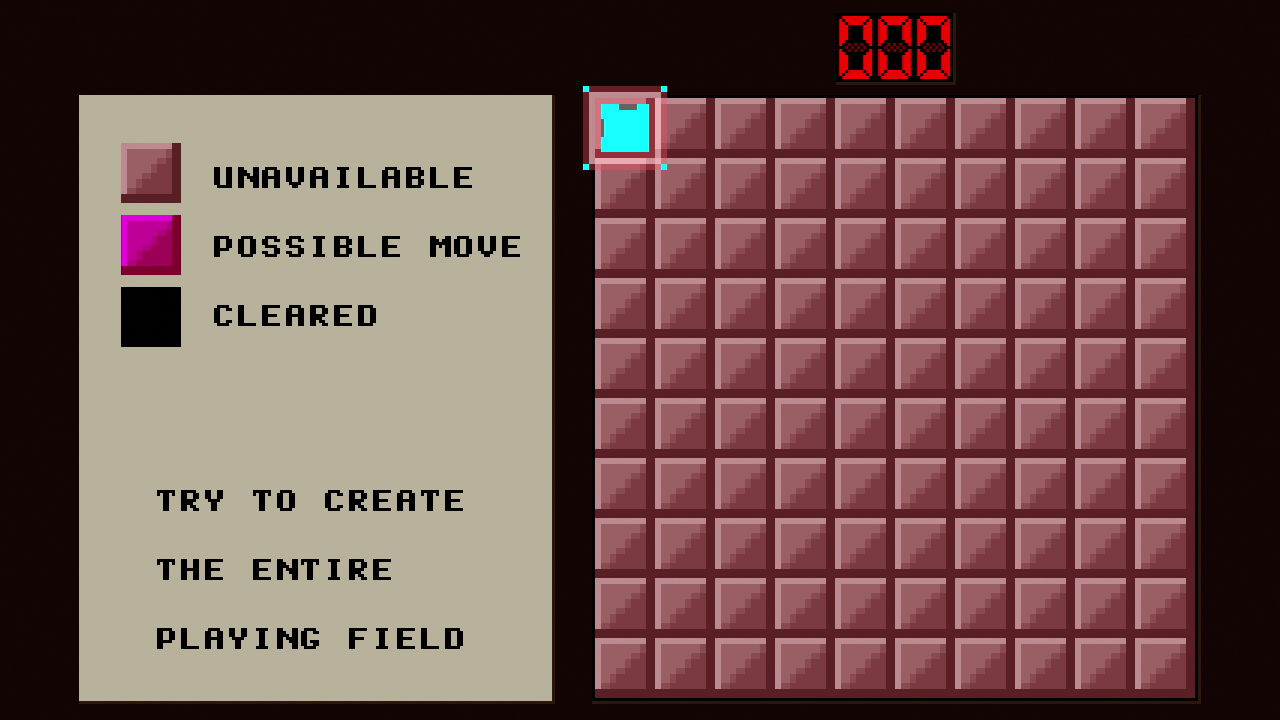 000
UNAVAILABLE
POSSIBLE MOVE
CLEARED
TRY TO CREATE
THE ENTIRE
PLAYING FIELD